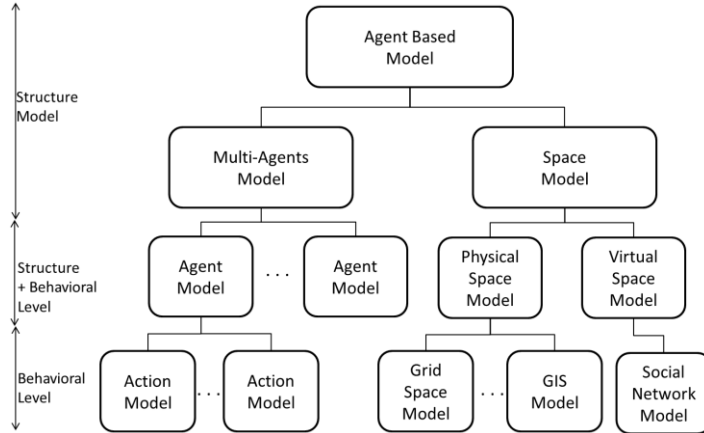 Agent Based
Model
Structure
Model
Multi-Agents
Model
Space
Model
Structure
+ Behavioral
Level
Agent
Model
. . .
Agent
Model
Physical
Space
Model
Virtual
Space
Model
Behavioral
Level
Action
Model
. . .
Action
Model
Grid
Space
Model
. . .
GIS
Model
Social
Network
Model